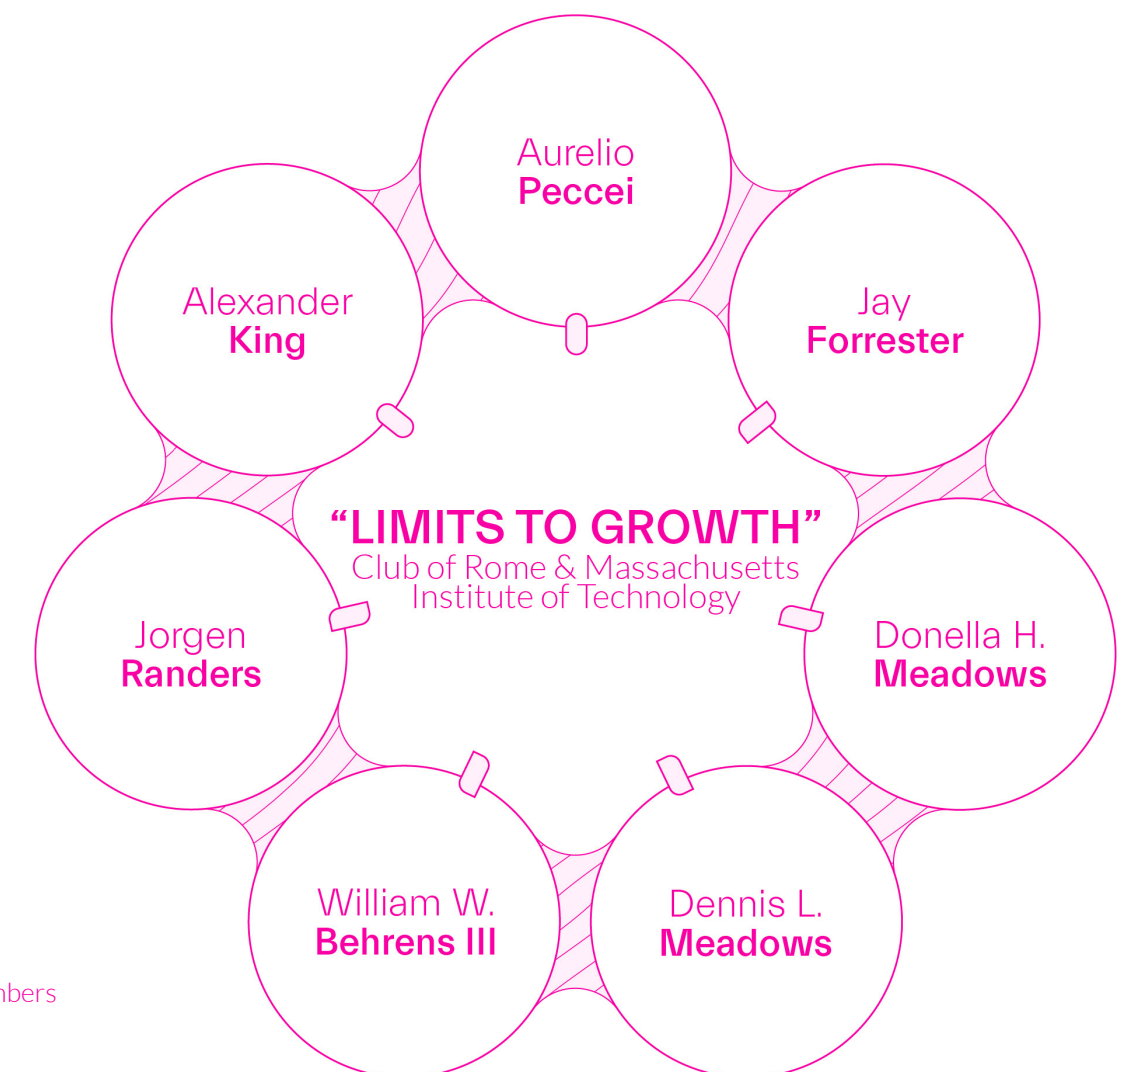 Aurelio
Peccei
Alexander
King
Jay
Forrester
“LIMITS TO GROWTH”
Club of Rome & Massachusetts
Institute of Technology
Jorgen
Randers
Donella H.
Meadows
William W.
Behrens III
Dennis L.
Meadows